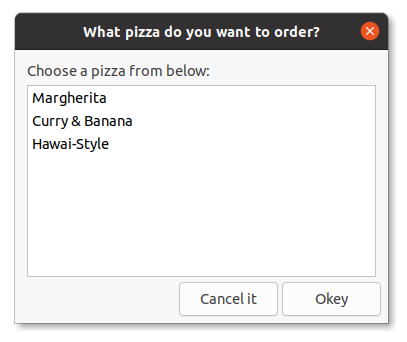 What pizza do you want to order?
Choose a pizza from below:
Margherita
Curry & Banana
Hawai-Style
Cancel it Okey